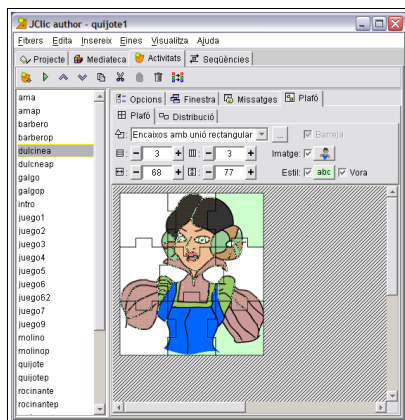 JClic author - quijote1
Fitxers Edita Insereix Eines Visualitza Ajuda
Projecte Mediateca Activitats Seqüències
ama
amap
barbero
barberop
dulcinea
dulcneap
galgo
galgop
intro
juego1
juego2
juego3
juego4
juego5
juego6
juego62
juego7
juego9
molino
molinop
quijote
quijotep
rocinante
rocinantep
Opcions Finestra Missatges Plafó
Plafó Distribució
Encaixos amb unió rectangular ... Barreja
3 3 Imatge:
68 77 Estil: abc Vora